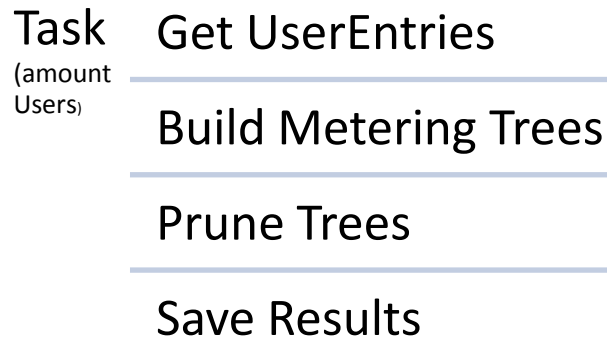 Task
(amount
Users)
Get UserEntries
Build Metering Trees
Prune Trees
Save Results